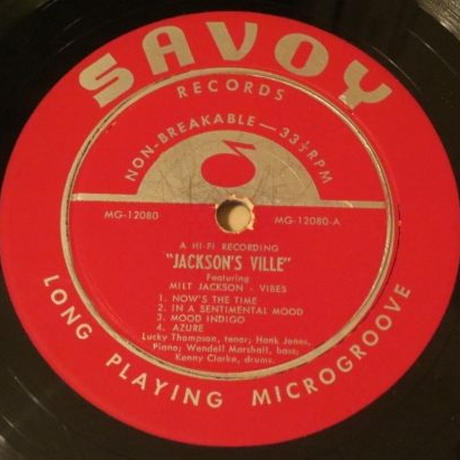 SAVOY
RECORDS
NON-BREAKABLE — 33⅓ RPM
MG-12080
MG-12080-A
A HI-FI RECORDING
"JACKSON'S VILLE"
Featuring
MILT JACKSON - VIBES
1. NOW'S THE TIME
2. IN A SENTIMENTAL MOOD
3. MOOD INDIGO
4. AZURE
Lucky Thompson, tenor; Hank Jones,
Piano; Wendell Marshall, bass;
Kenny Clarke, drums.
LONG PLAYING MICROGROOVE